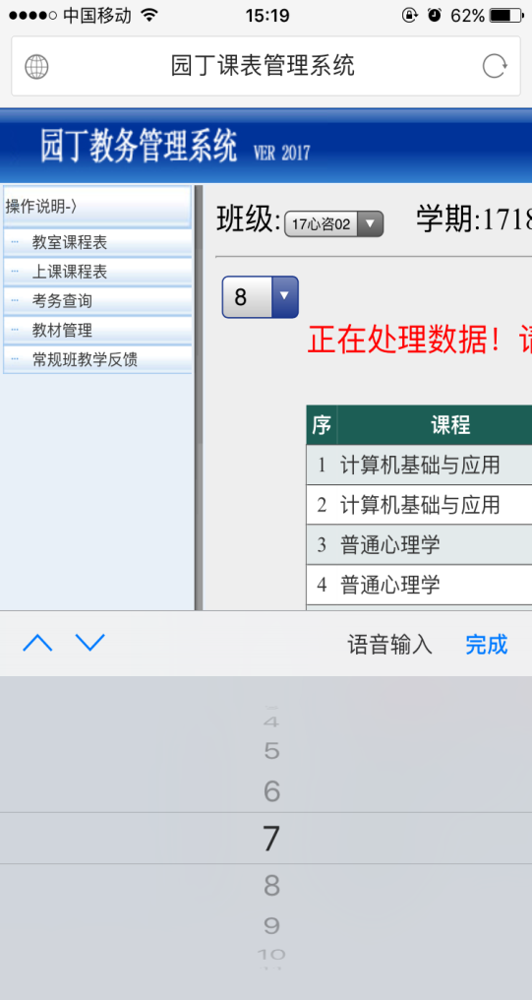 中国移动 15:19 62%
园丁课表管理系统
园丁教务管理系统 VER 2017
操作说明-〉
教室课程表
上课课程表
考务查询
教材管理
常规班教学反馈
班级: 17心咨02 学期:1718
8
正在处理数据！请
序 课程
1 计算机基础与应用
2 计算机基础与应用
3 普通心理学
4 普通心理学
语音输入 完成
4
5
6
7
8
9
10